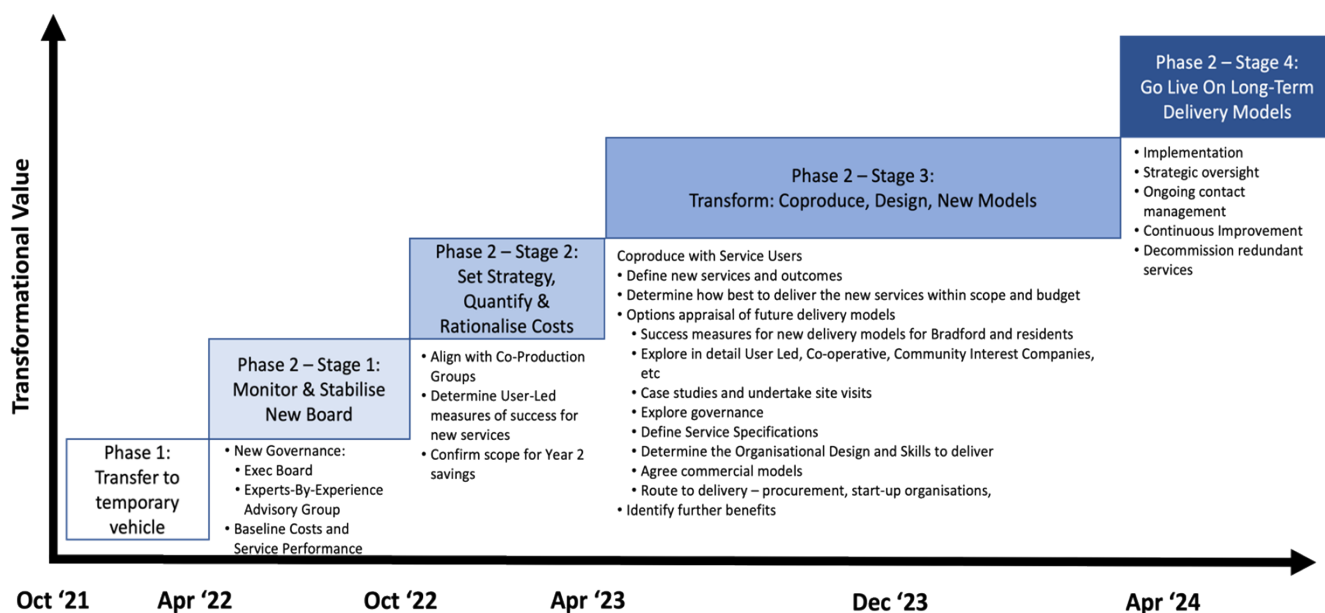 Transformational Value
Phase 1:
Transfer to
temporary
vehicle
Phase 2 – Stage 1:
Monitor & Stabilise
New Board
• New Governance:
• Exec Board
• Experts-By-Experience
Advisory Group
• Baseline Costs and
Service Performance
Phase 2 – Stage 2:
Set Strategy,
Quantify &
Rationalise Costs
• Align with Co-Production
Groups
• Determine User-Led
measures of success for
new services
• Confirm scope for Year 2
savings
Phase 2 – Stage 3:
Transform: Coproduce, Design, New Models
Coproduce with Service Users
• Define new services and outcomes
• Determine how best to deliver the new services within scope and budget
• Options appraisal of future delivery models
• Success measures for new delivery models for Bradford and residents
• Explore in detail User Led, Co-operative, Community Interest Companies,
etc
• Case studies and undertake site visits
• Explore governance
• Define Service Specifications
• Determine the Organisational Design and Skills to deliver
• Agree commercial models
• Route to delivery – procurement, start-up organisations,
• Identify further benefits
Phase 2 – Stage 4:
Go Live On Long-Term
Delivery Models
• Implementation
• Strategic oversight
• Ongoing contact
management
• Continuous Improvement
• Decommission redundant
services
Oct ‘21
Apr ‘22
Oct ‘22
Apr ‘23
Dec ‘23
Apr ‘24